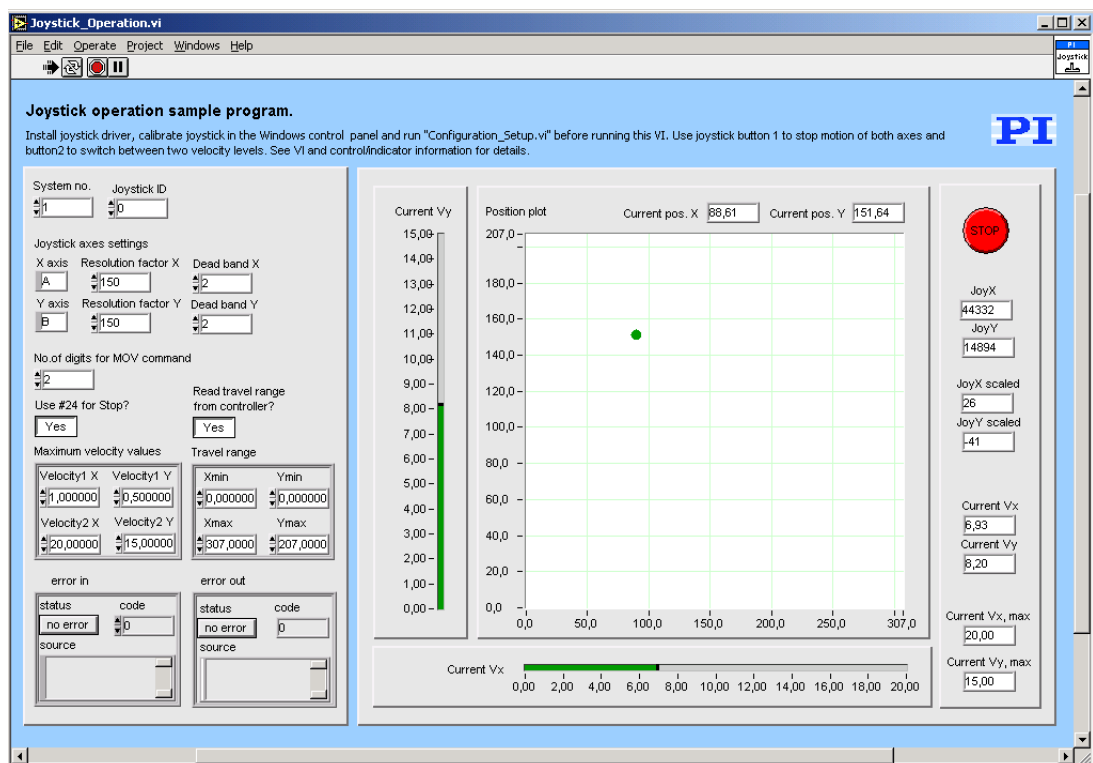 Joystick_Operation.vi
File Edit Operate Project Windows Help
PI
Joystick
Joystick operation sample program.
Install joystick driver, calibrate joystick in the Windows control panel and run "Configuration_Setup.vi" before running this VI. Use joystick button 1 to stop motion of both axes and
button2 to switch between two velocity levels. See VI and control/indicator information for details.
PI
System no. Joystick ID
1 0
Joystick axes settings
X axis Resolution factor X Dead band X
A 150 2
Y axis Resolution factor Y Dead band Y
B 150 2
No.of digits for MOV command
2
Use #24 for Stop?
Yes
Read travel range
from controller?
Yes
Maximum velocity values
Velocity1 X Velocity1 Y
1,000000 0,500000
Velocity2 X Velocity2 Y
20,00000 15,00000
Travel range
Xmin Ymin
0,000000 0,000000
Xmax Ymax
307,0000 207,0000
error in
status code
no error 0
source
error out
status code
no error 0
source
Current Vy
15,00
14,00
13,00
12,00
11,00
10,00
9,00
8,00
7,00
6,00
5,00
4,00
3,00
2,00
1,00
0,00
Position plot Current pos. X 88,61 Current pos. Y 151,64
207,0
180,0
160,0
140,0
120,0
100,0
80,0
60,0
40,0
20,0
0,0
0,0 50,0 100,0 150,0 200,0 250,0 307,0
Current Vx
0,00 2,00 4,00 6,00 8,00 10,00 12,00 14,00 16,00 18,00 20,00
STOP
JoyX
44332
JoyY
14894
JoyX scaled
26
JoyY scaled
-41
Current Vx
6,93
Current Vy
8,20
Current Vx, max
20,00
Current Vy, max
15,00